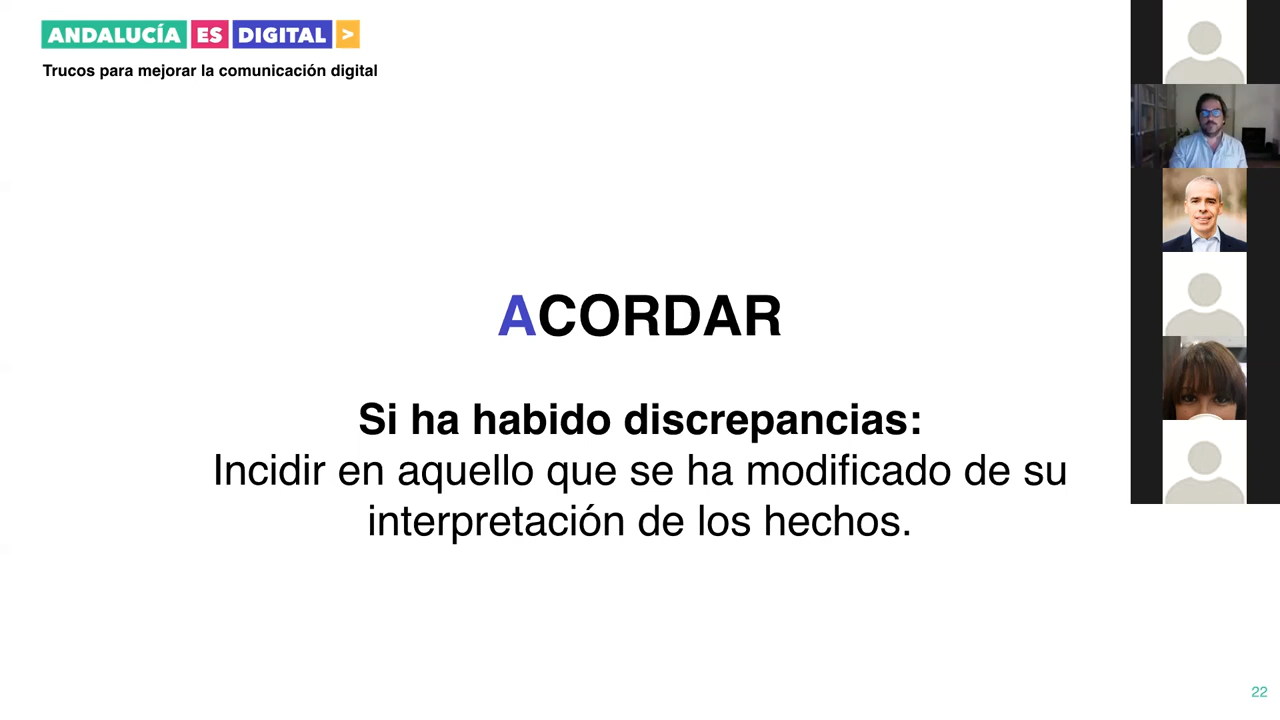 ANDALUCÍA ES DIGITAL >
Trucos para mejorar la comunicación digital
ACORDAR
Si ha habido discrepancias:
Incidir en aquello que se ha modificado de su
interpretación de los hechos.
22